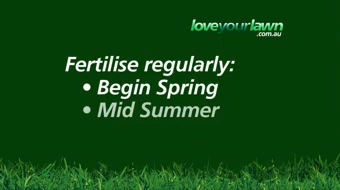 loveyourlawn
.com.au
Fertilise regularly:
• Begin Spring
• Mid Summer